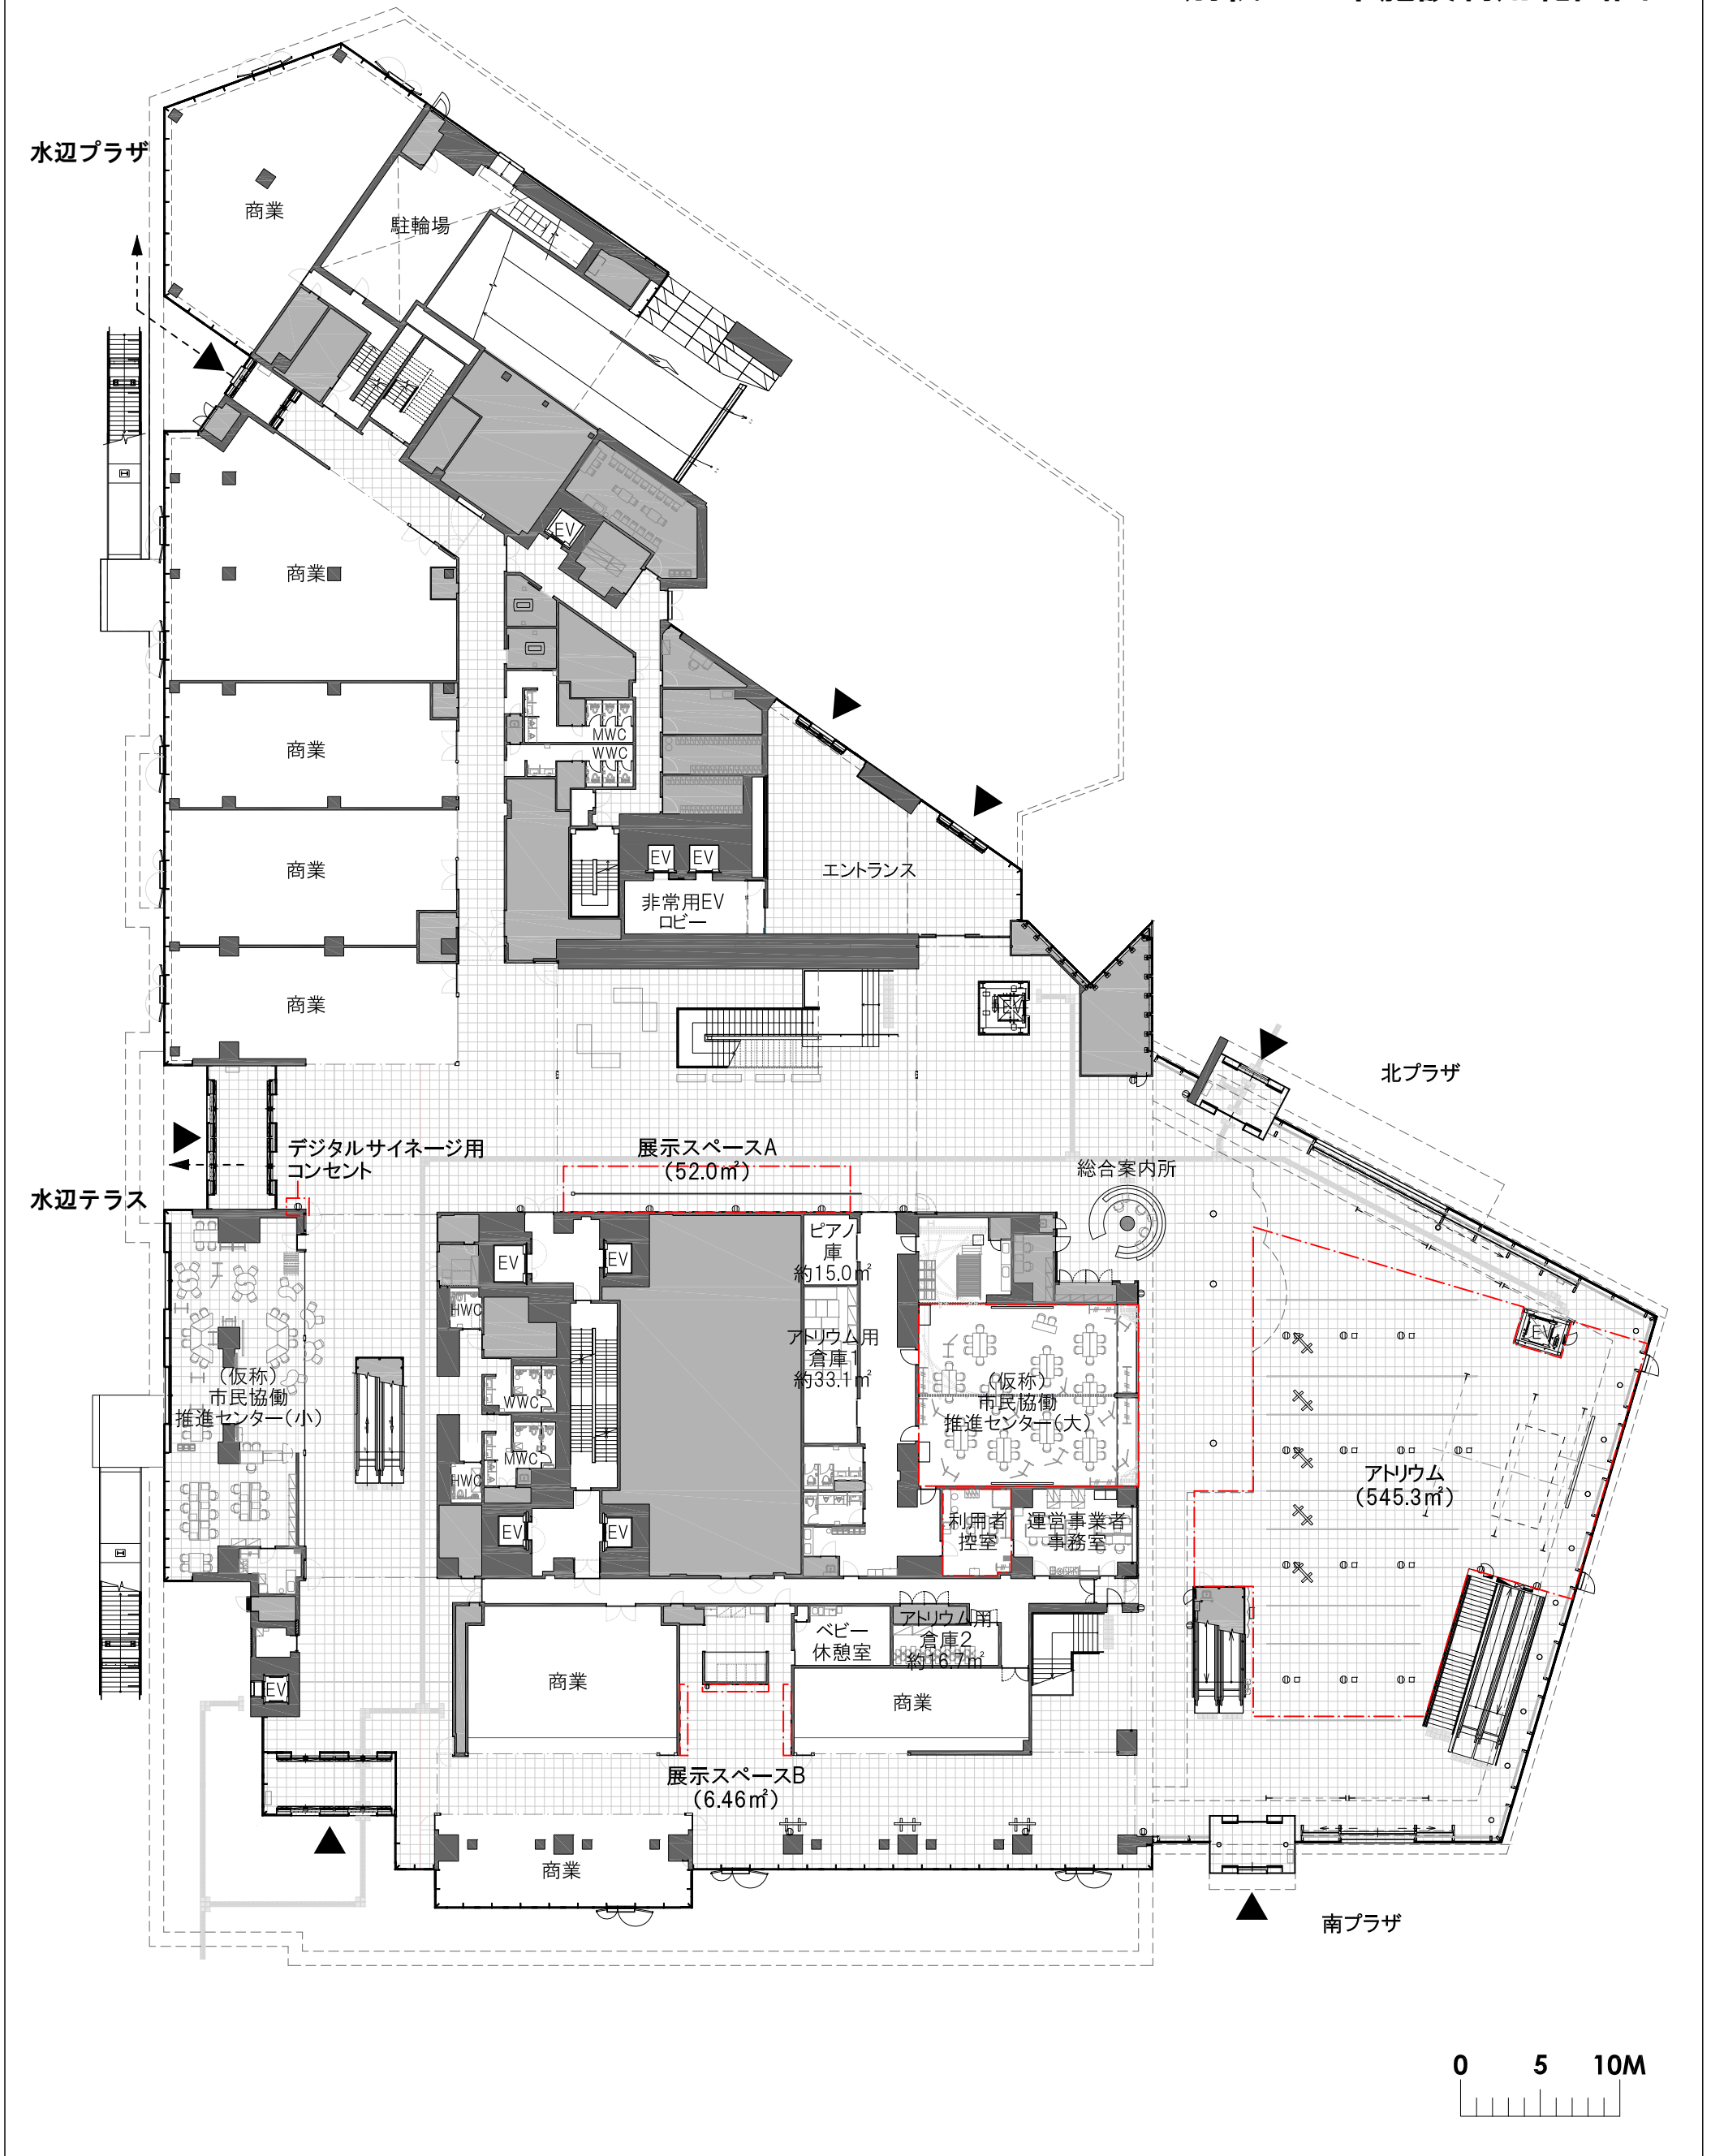 水辺プラザ
商業
駐輪場
EV
商業
MWC
WWC
商業
商業
EV
EV
エントランス
非常用EV
ロビー
商業
北プラザ
デジタルサイネージ用
コンセント
展示スペースA
(52.0㎡)
総合案内所
水辺テラス
ピアノ
庫
約15.0㎡
EV
EV
HWC
アトリウム用
倉庫
約33.1㎡
EV
(仮称)
市民協働
推進センター(小)
(仮称)
市民協働
推進センター(大)
WWC
MWC
HWC
アトリウム
(545.3㎡)
EV
EV
利用者
控室
運営事業者
事務室
ベビー
休憩室
アトリウム用
倉庫2
約16.7㎡
EV
商業
商業
展示スペースB
(6.46㎡)
商業
南プラザ
0 5 10M